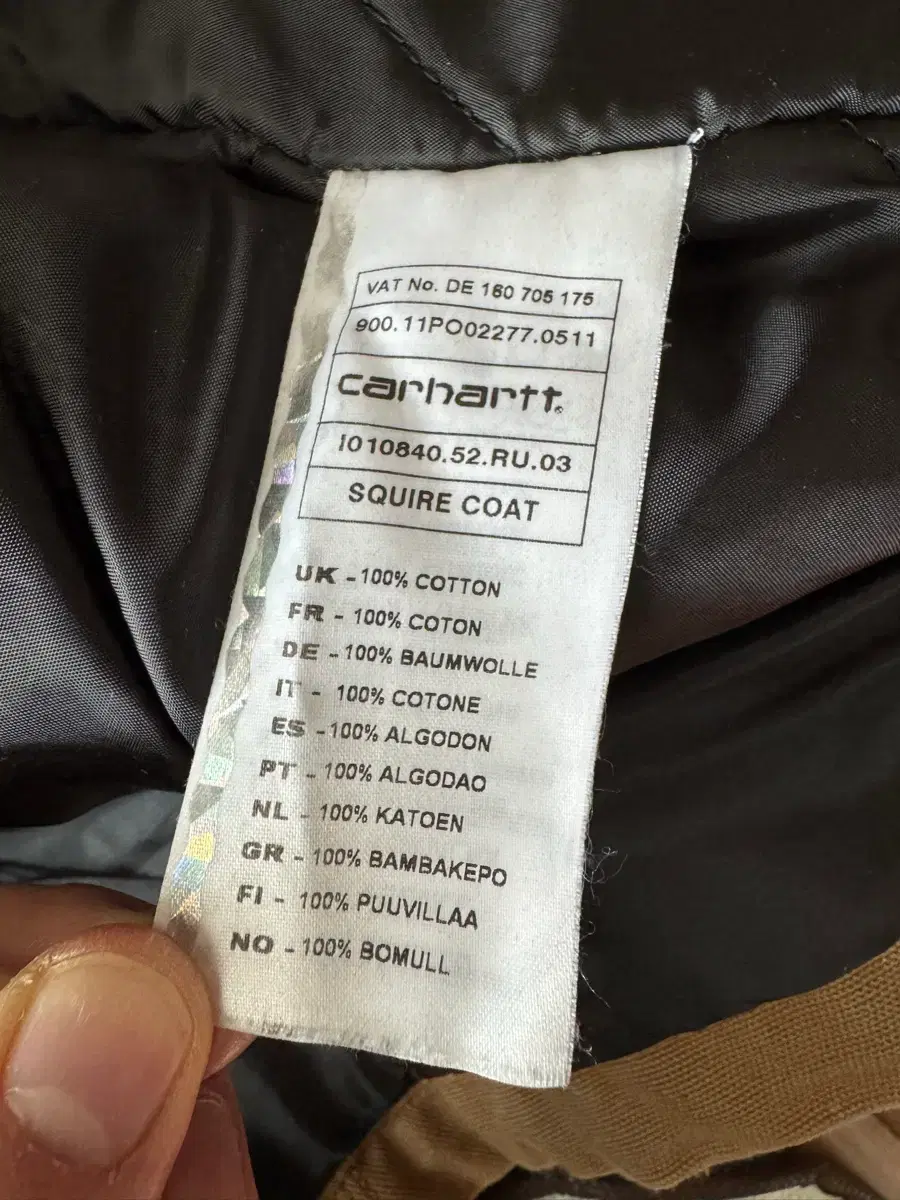 VAT No. DE 160 705 175
900.11PO02277.0511
carhartt®
I010840.52.RU.03
SQUIRE COAT
UK - 100% COTTON
FR - 100% COTON
DE - 100% BAUMWOLLE
IT - 100% COTONE
ES - 100% ALGODON
PT - 100% ALGODAO
NL - 100% KATOEN
GR - 100% BAMBAKEPO
FI - 100% PUUVILLAA
NO - 100% BOMULL